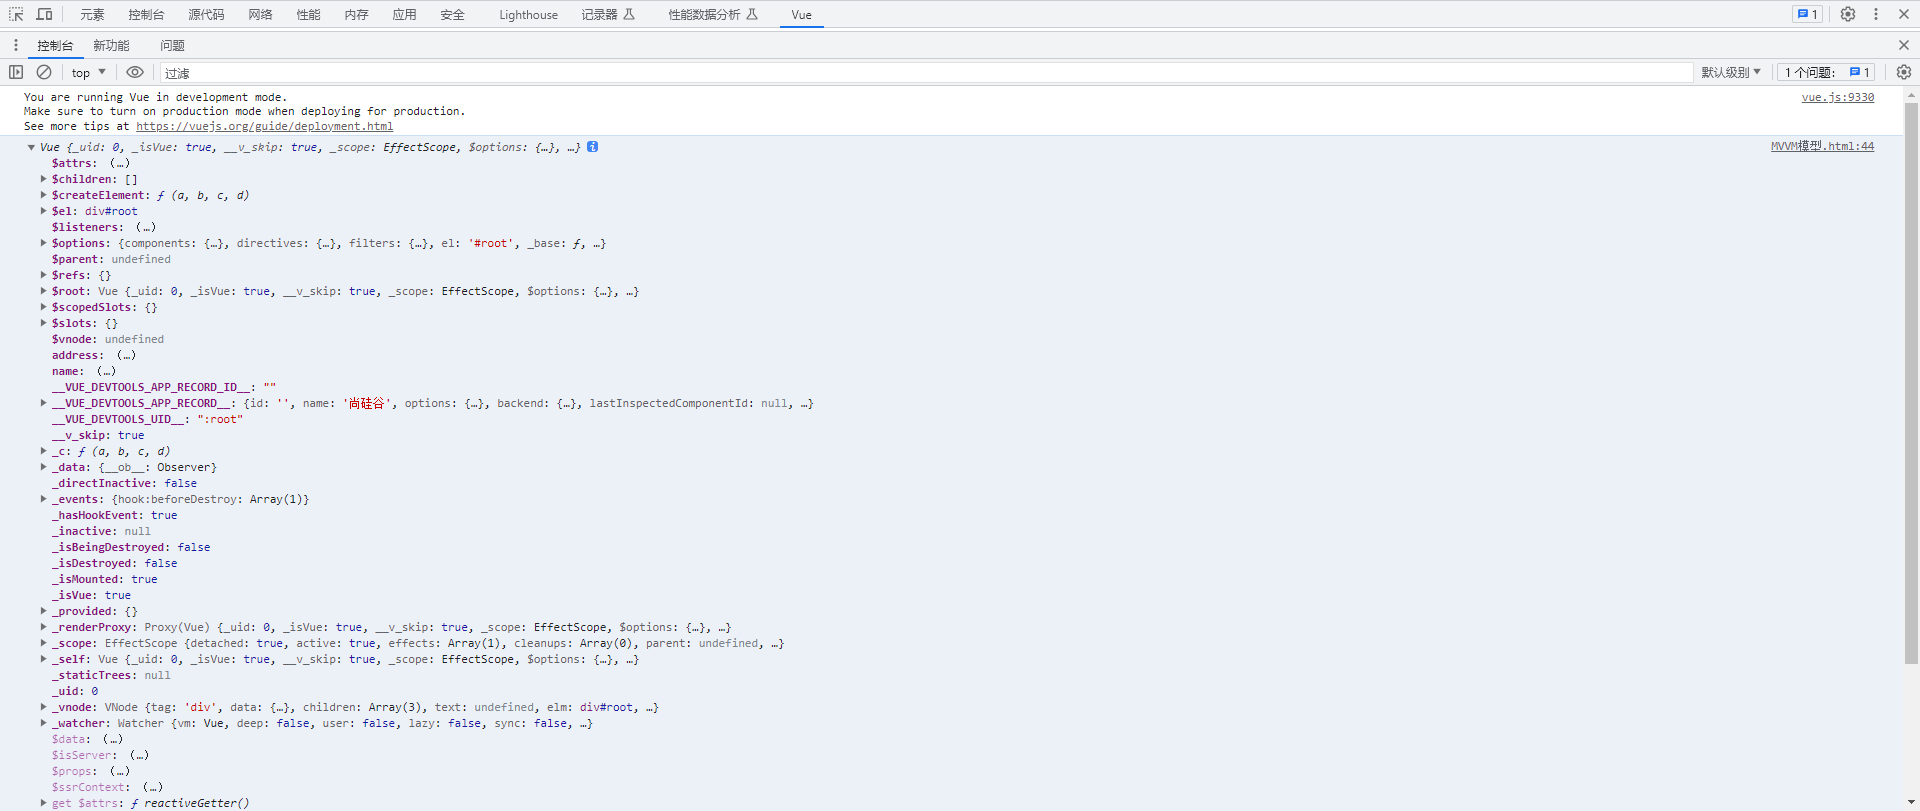 元素 控制台 源代码 网络 性能 内存 应用 安全 Lighthouse 记录器 性能数据分析 Vue 1
控制台 新功能 问题
top 过滤 默认级别 1 个问题: 1
You are running Vue in development mode. vue.js:9330
Make sure to turn on production mode when deploying for production.
See more tips at https://vuejs.org/guide/deployment.html
Vue {_uid: 0, _isVue: true, __v_skip: true, _scope: EffectScope, $options: {…}, …} i MVVM模型.html:44
$attrs: (…)
$children: []
$createElement: ƒ (a, b, c, d)
$el: div#root
$listeners: (…)
$options: {components: {…}, directives: {…}, filters: {…}, el: '#root', _base: ƒ, …}
$parent: undefined
$refs: {}
$root: Vue {_uid: 0, _isVue: true, __v_skip: true, _scope: EffectScope, $options: {…}, …}
$scopedSlots: {}
$slots: {}
$vnode: undefined
address: (…)
name: (…)
__VUE_DEVTOOLS_APP_RECORD_ID__: ""
__VUE_DEVTOOLS_APP_RECORD__: {id: '', name: '尚硅谷', options: {…}, backend: {…}, lastInspectedComponentId: null, …}
__VUE_DEVTOOLS_UID__: ":root"
__v_skip: true
_c: ƒ (a, b, c, d)
_data: {__ob__: Observer}
_directInactive: false
_events: {hook:beforeDestroy: Array(1)}
_hasHookEvent: true
_inactive: null
_isBeingDestroyed: false
_isDestroyed: false
_isMounted: true
_isVue: true
_provided: {}
_renderProxy: Proxy(Vue) {_uid: 0, _isVue: true, __v_skip: true, _scope: EffectScope, $options: {…}, …}
_scope: EffectScope {detached: true, active: true, effects: Array(1), cleanups: Array(0), parent: undefined, …}
_self: Vue {_uid: 0, _isVue: true, __v_skip: true, _scope: EffectScope, $options: {…}, …}
_staticTrees: null
_uid: 0
_vnode: VNode {tag: 'div', data: {…}, children: Array(3), text: undefined, elm: div#root, …}
_watcher: Watcher {vm: Vue, deep: false, user: false, lazy: false, sync: false, …}
$data: (…)
$isServer: (…)
$props: (…)
$ssrContext: (…)
get $attrs: ƒ reactiveGetter()